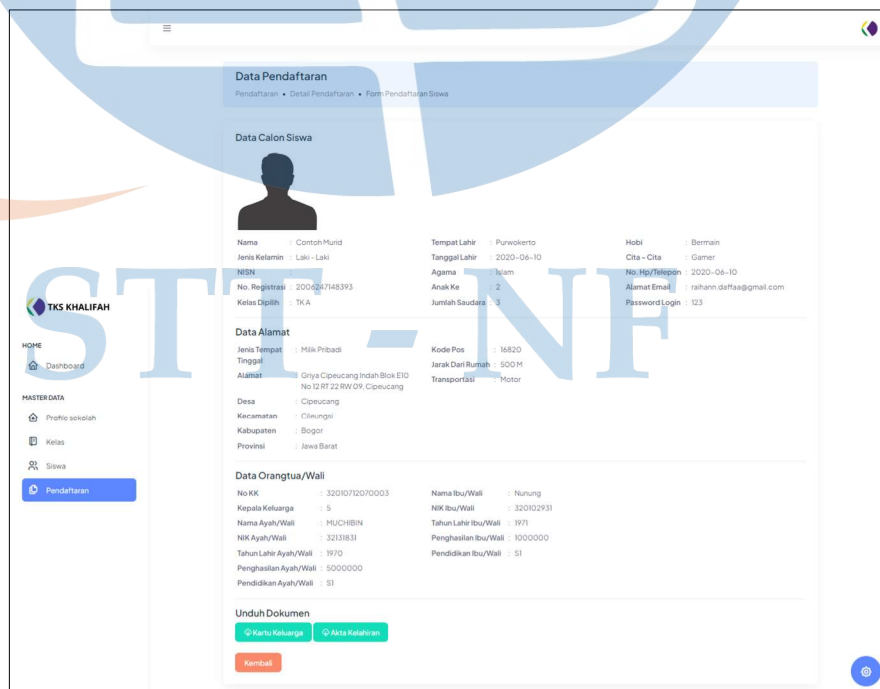 Data Pendaftaran
Pendaftaran • Detail Pendaftaran • Form Pendaftaran Siswa
Data Calon Siswa
Nama : Contoh Murid
Jenis Kelamin : Laki - Laki
NISN :
No. Registrasi : 2006247148393
Kelas Dipilih : TK A
Tempat Lahir : Purwokerto
Tanggal Lahir : 2020-06-10
Agama : Islam
Anak Ke : 2
Jumlah Saudara : 3
Hobi : Bermain
Cita - Cita : Gamer
No. Hp/Telepon : 2020-06-10
Alamat Email : raihann.daffaa@gmail.com
Password Login : 123
STT - NF
TKS KHALIFAH
HOME
Dashboard
MASTER DATA
Profile sekolah
Kelas
Siswa
Pendaftaran
Data Alamat
Jenis Tempat : Milik Pribadi
Tinggal
Alamat : Griya Cipeucang Indah Blok E10
No 12 RT 22 RW 09, Cipeucang
Desa : Cipeucang
Kecamatan : Cileungsi
Kabupaten : Bogor
Provinsi : Jawa Barat
Kode Pos : 16820
Jarak Dari Rumah : 500 M
Transportasi : Motor
Data Orangtua/Wali
No KK : 32010712070003
Kepala Keluarga : 5
Nama Ayah/Wali : MUCHIBIN
NIK Ayah/Wali : 32131831
Tahun Lahir Ayah/Wali : 1970
Penghasilan Ayah/Wali : 5000000
Pendidikan Ayah/Wali : S1
Nama Ibu/Wali : Nunung
NIK Ibu/Wali : 320102931
Tahun Lahir Ibu/Wali : 1971
Penghasilan Ibu/Wali : 1000000
Pendidikan Ibu/Wali : S1
Unduh Dokumen
Kartu Keluarga
Akta Kelahiran
Kembali